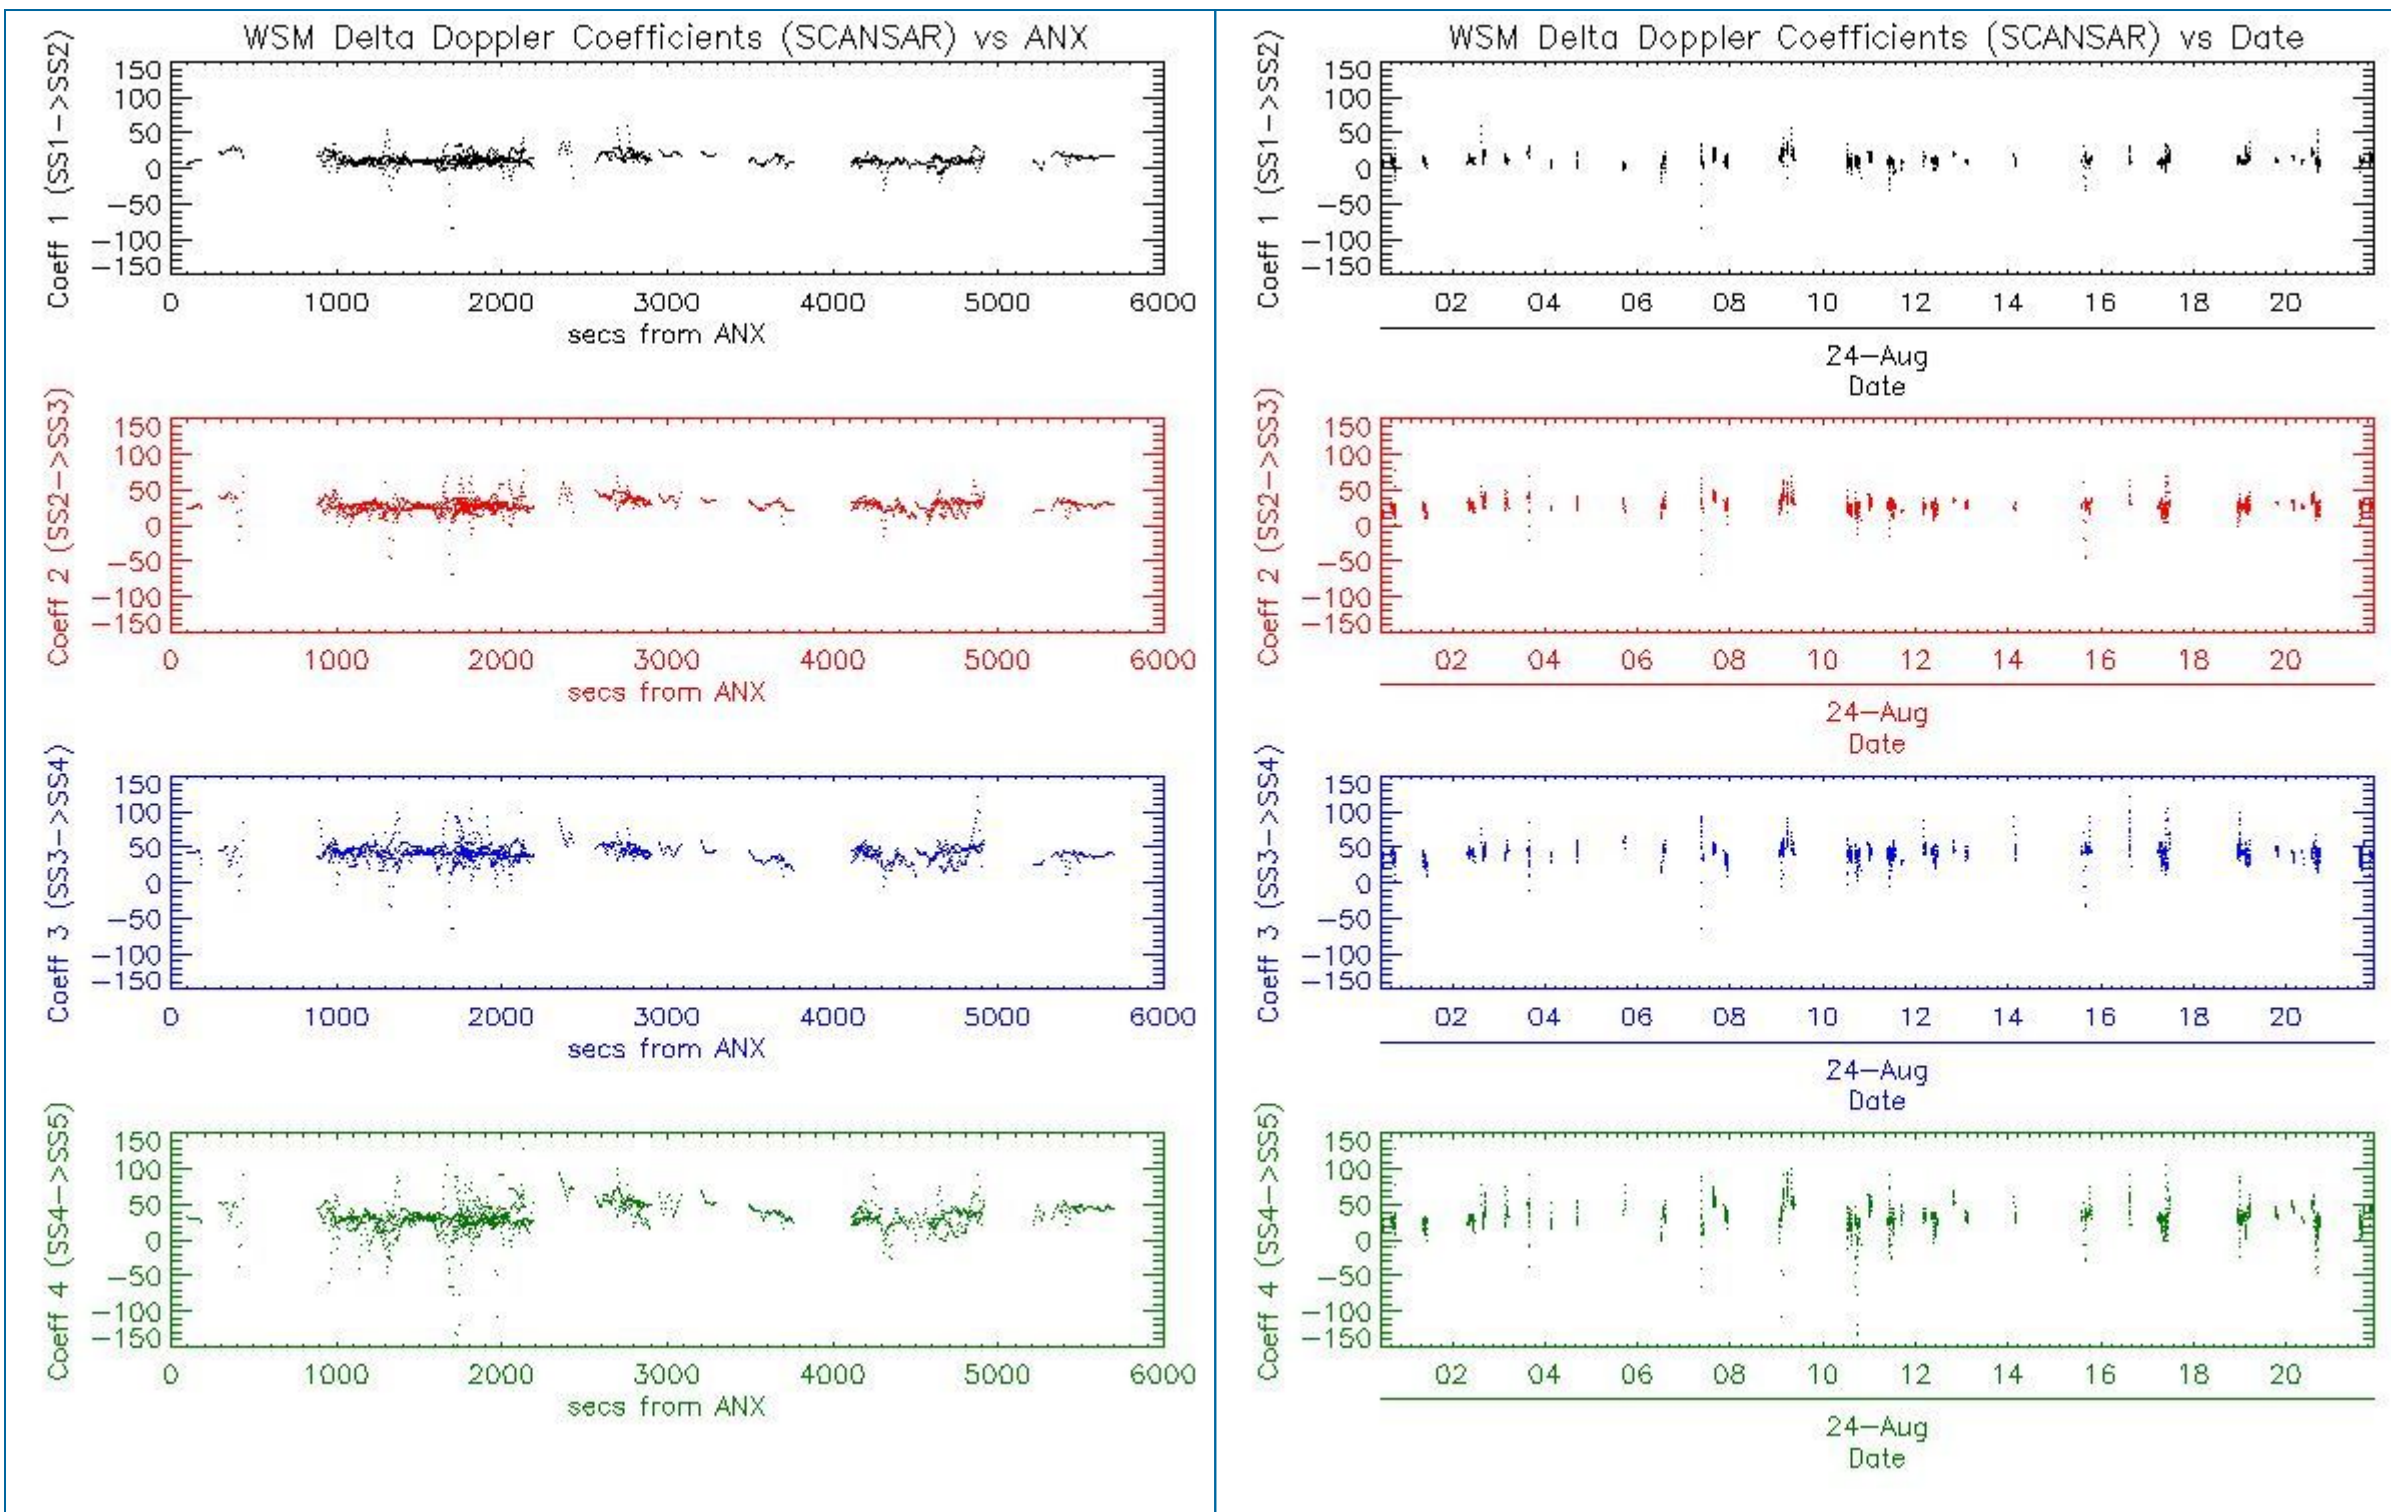 WSM Delta Doppler Coefficients (SCANSAR) vs ANX
Coeff 1 (SS1->SS2)
150
100
50
0
-50
-100
-150
0 1000 2000 3000 4000 5000 6000
secs from ANX
Coeff 2 (SS2->SS3)
150
100
50
0
-50
-100
-150
0 1000 2000 3000 4000 5000 6000
secs from ANX
Coeff 3 (SS3->SS4)
150
100
50
0
-50
-100
-150
0 1000 2000 3000 4000 5000 6000
secs from ANX
Coeff 4 (SS4->SS5)
150
100
50
0
-50
-100
-150
0 1000 2000 3000 4000 5000 6000
secs from ANX
WSM Delta Doppler Coefficients (SCANSAR) vs Date
Coeff 1 (SS1->SS2)
150
100
50
0
-50
-100
-150
02 04 06 08 10 12 14 16 18 20
24-Aug
Date
Coeff 2 (SS2->SS3)
150
100
50
0
-50
-100
-150
02 04 06 08 10 12 14 16 18 20
24-Aug
Date
Coeff 3 (SS3->SS4)
150
100
50
0
-50
-100
-150
02 04 06 08 10 12 14 16 18 20
24-Aug
Date
Coeff 4 (SS4->SS5)
150
100
50
0
-50
-100
-150
02 04 06 08 10 12 14 16 18 20
24-Aug
Date